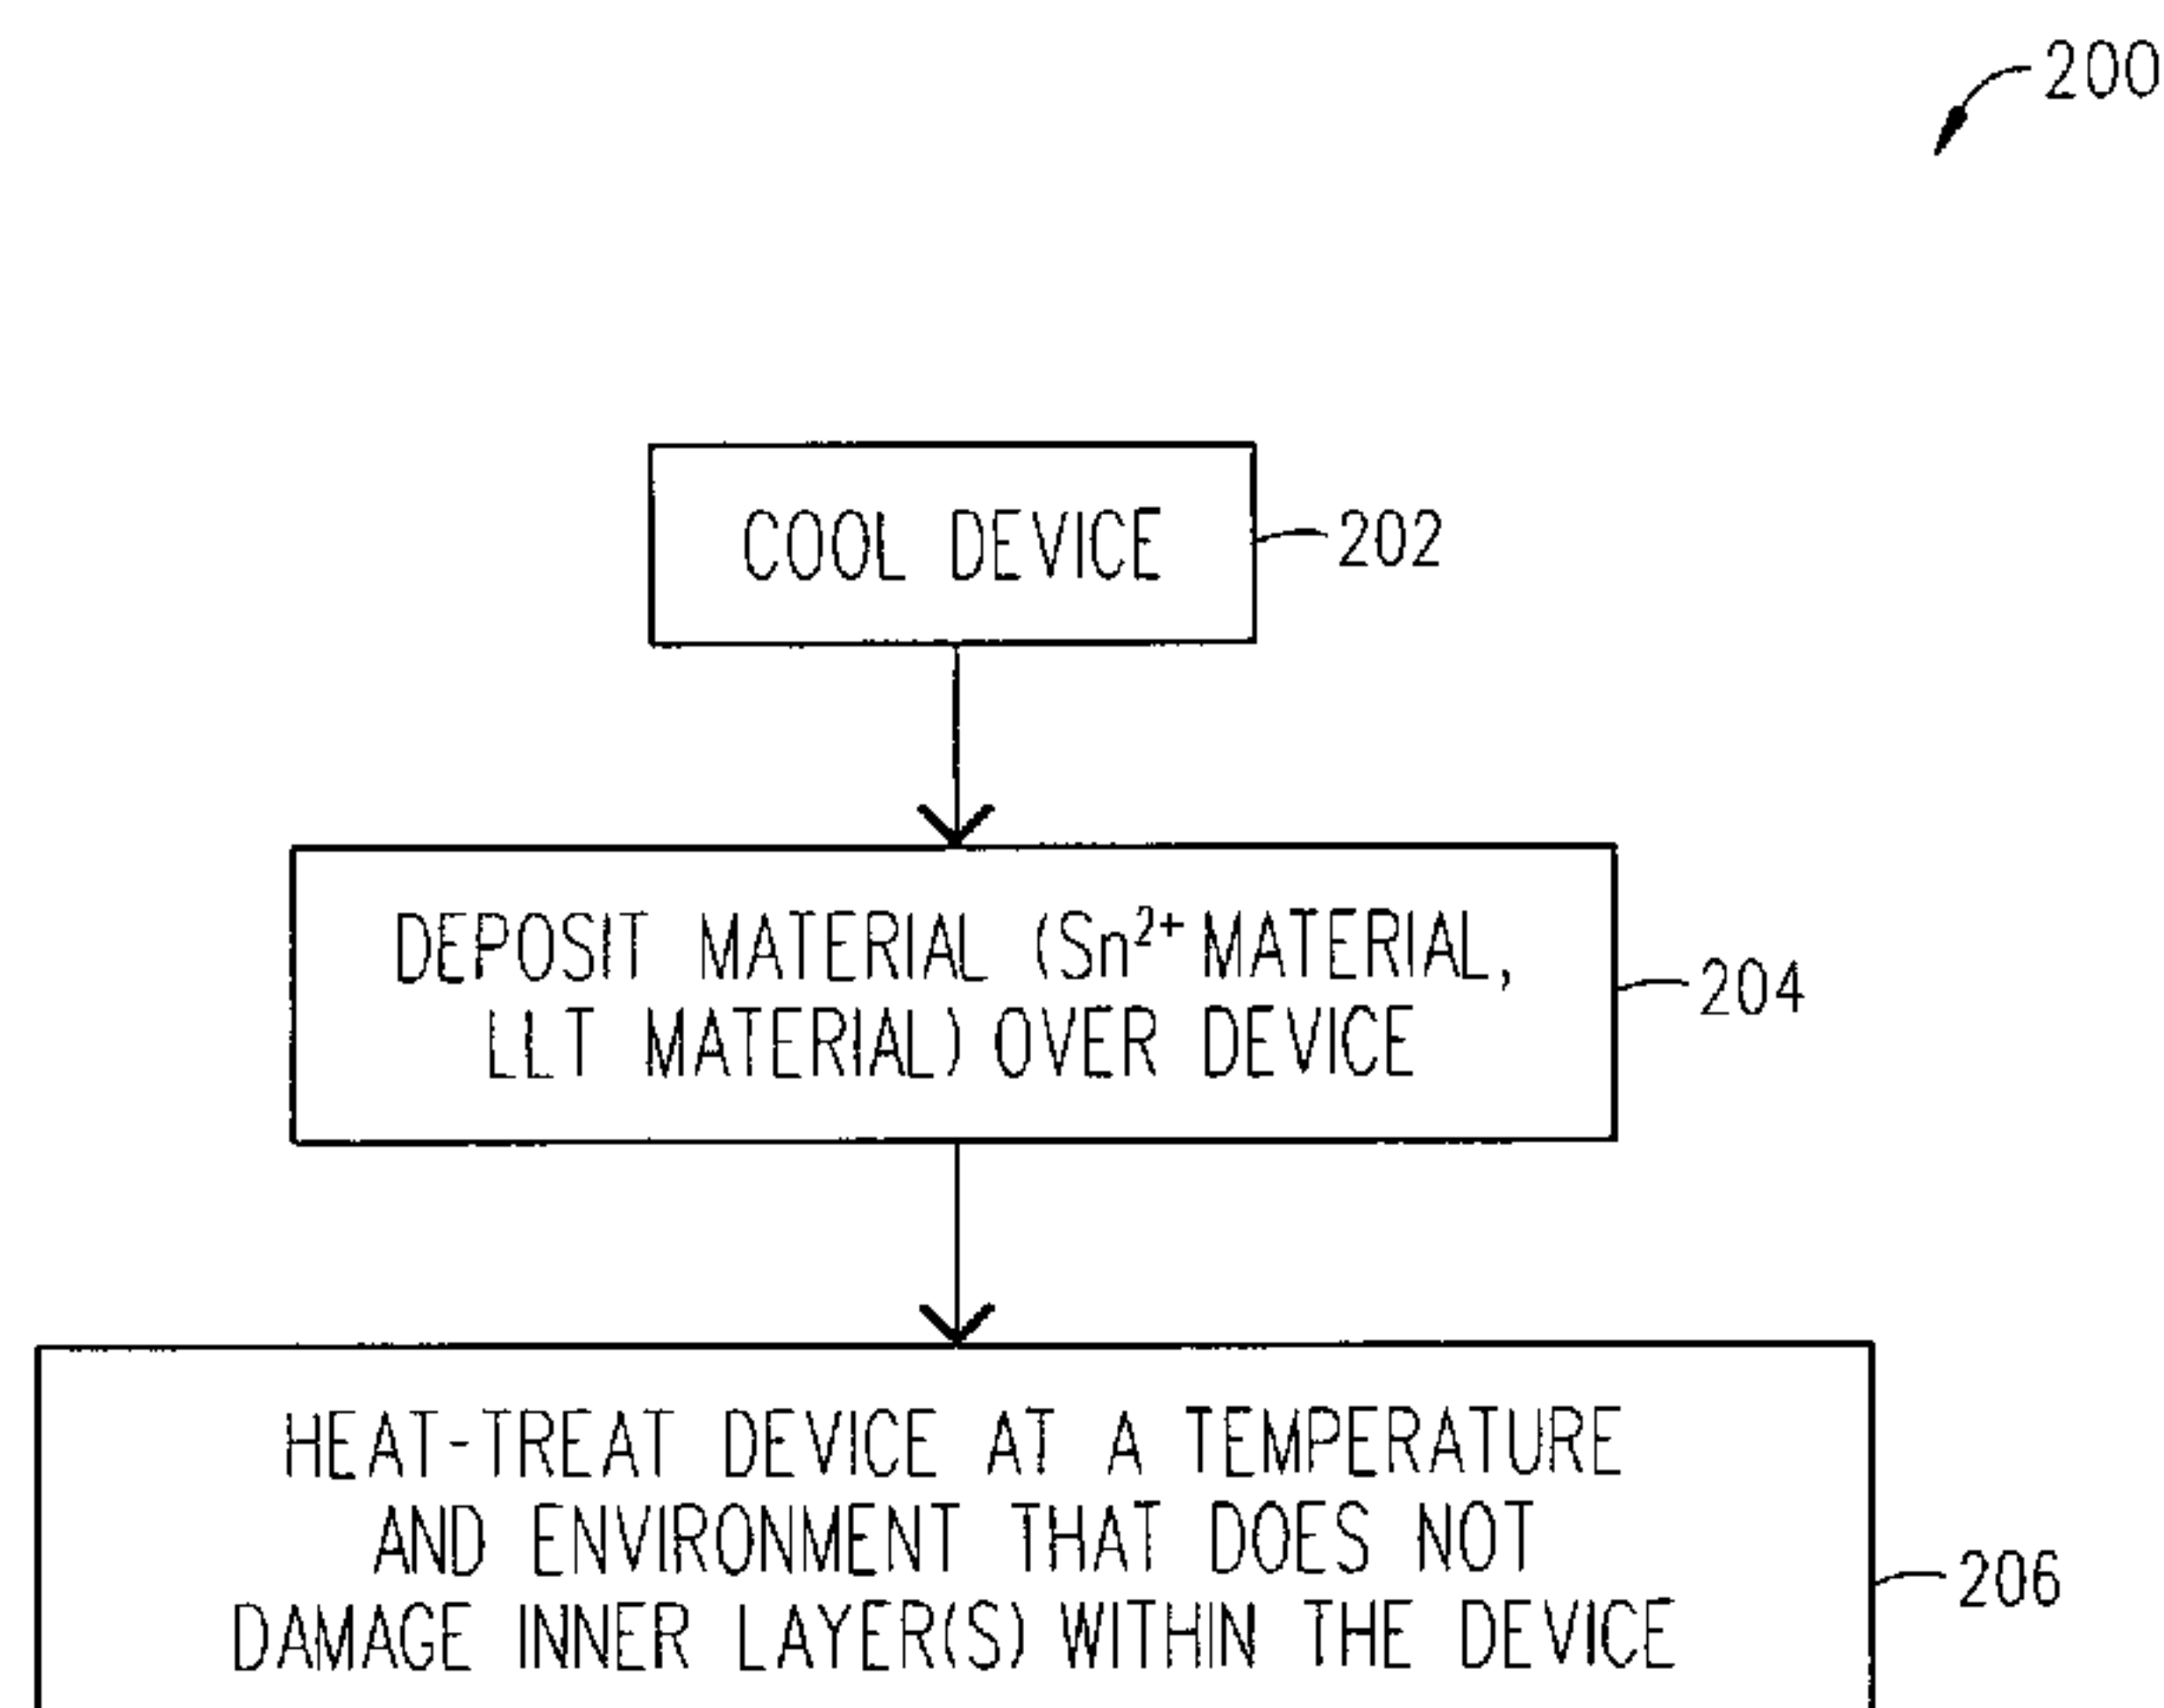 200
COOL DEVICE
202
DEPOSIT MATERIAL (Sn²⁺ MATERIAL,
LLT MATERIAL) OVER DEVICE
204
HEAT-TREAT DEVICE AT A TEMPERATURE
AND ENVIRONMENT THAT DOES NOT
DAMAGE INNER LAYER(S) WITHIN THE DEVICE
206